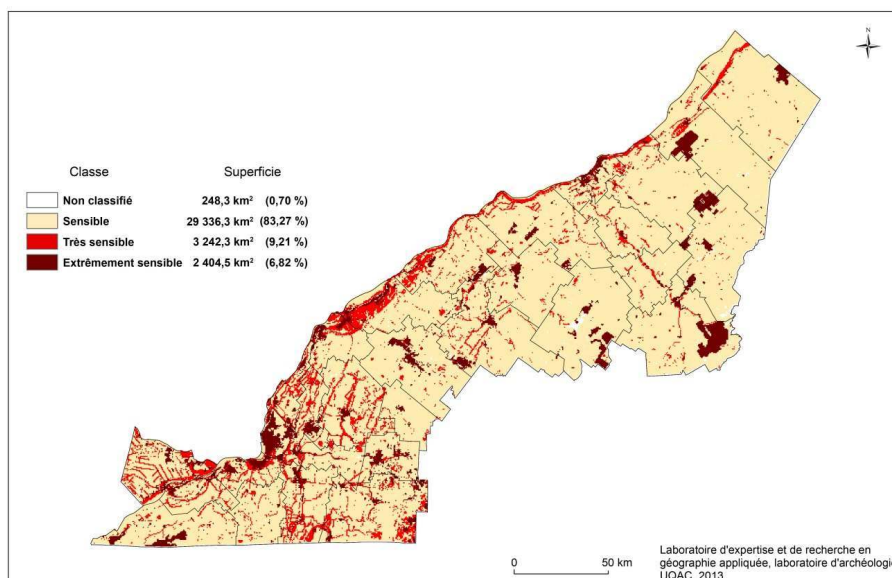 N
Classe Superficie
Non classifié 248,3 km² (0,70 %)
Sensible 29 336,3 km² (83,27 %)
Très sensible 3 242,3 km² (9,21 %)
Extrêmement sensible 2 404,5 km² (6,82 %)
0 50 km
Laboratoire d'expertise et de recherche en
géographie appliquée, laboratoire d'archéologi
UQAC, 2013